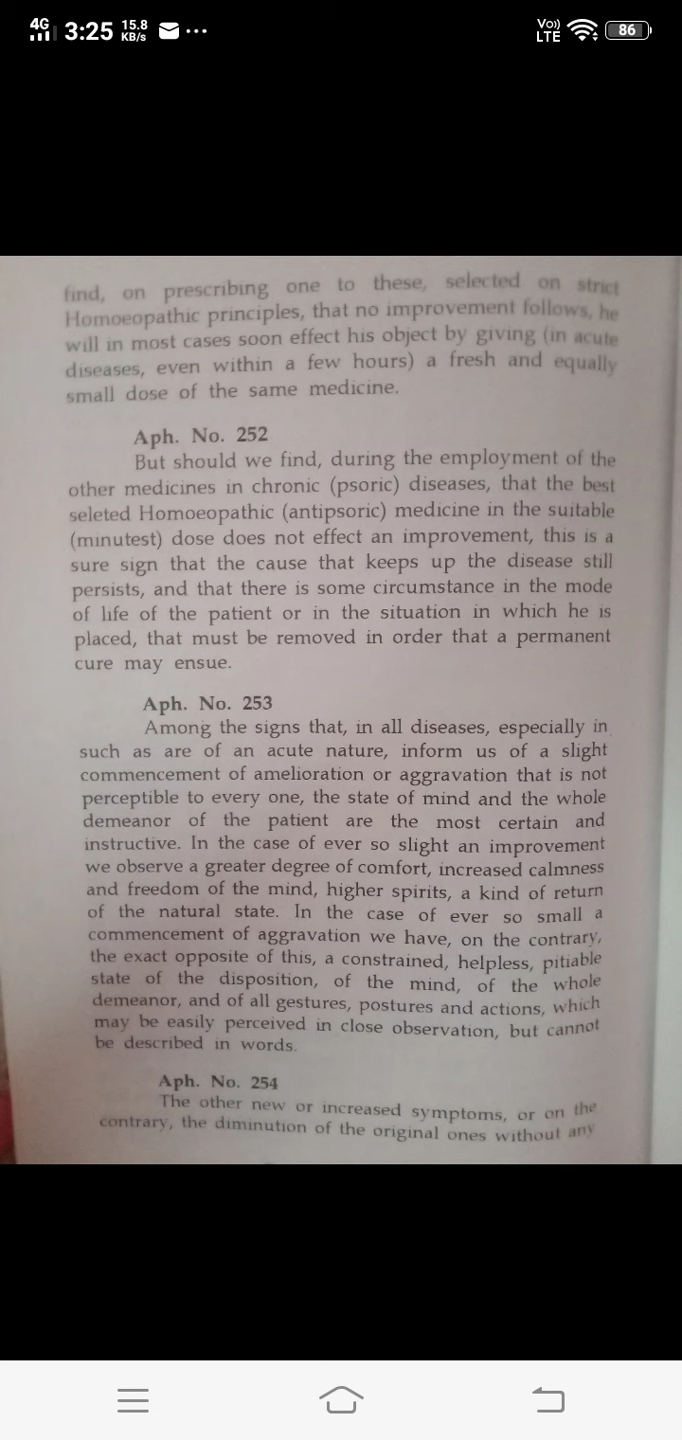 4G 3:25 15.8 KB/s ... Vo)) LTE 86
find, on prescribing one to these, selected on strict
Homoeopathic principles, that no improvement follows, he
will in most cases soon effect his object by giving (in acute
diseases, even within a few hours) a fresh and equally
small dose of the same medicine.
Aph. No. 252
But should we find, during the employment of the
other medicines in chronic (psoric) diseases, that the best
seleted Homoeopathic (antipsoric) medicine in the suitable
(minutest) dose does not effect an improvement, this is a
sure sign that the cause that keeps up the disease still
persists, and that there is some circumstance in the mode
of life of the patient or in the situation in which he is
placed, that must be removed in order that a permanent
cure may ensue.
Aph. No. 253
Among the signs that, in all diseases, especially in
such as are of an acute nature, inform us of a slight
commencement of amelioration or aggravation that is not
perceptible to every one, the state of mind and the whole
demeanor of the patient are the most certain and
instructive. In the case of ever so slight an improvement
we observe a greater degree of comfort, increased calmness
and freedom of the mind, higher spirits, a kind of return
of the natural state. In the case of ever so small a
commencement of aggravation we have, on the contrary,
the exact opposite of this, a constrained, helpless, pitiable
state of the disposition, of the mind, of the whole
demeanor, and of all gestures, postures and actions, which
may be easily perceived in close observation, but cannot
be described in words.
Aph. No. 254
The other new or increased symptoms, or on the
contrary, the diminution of the original ones without any